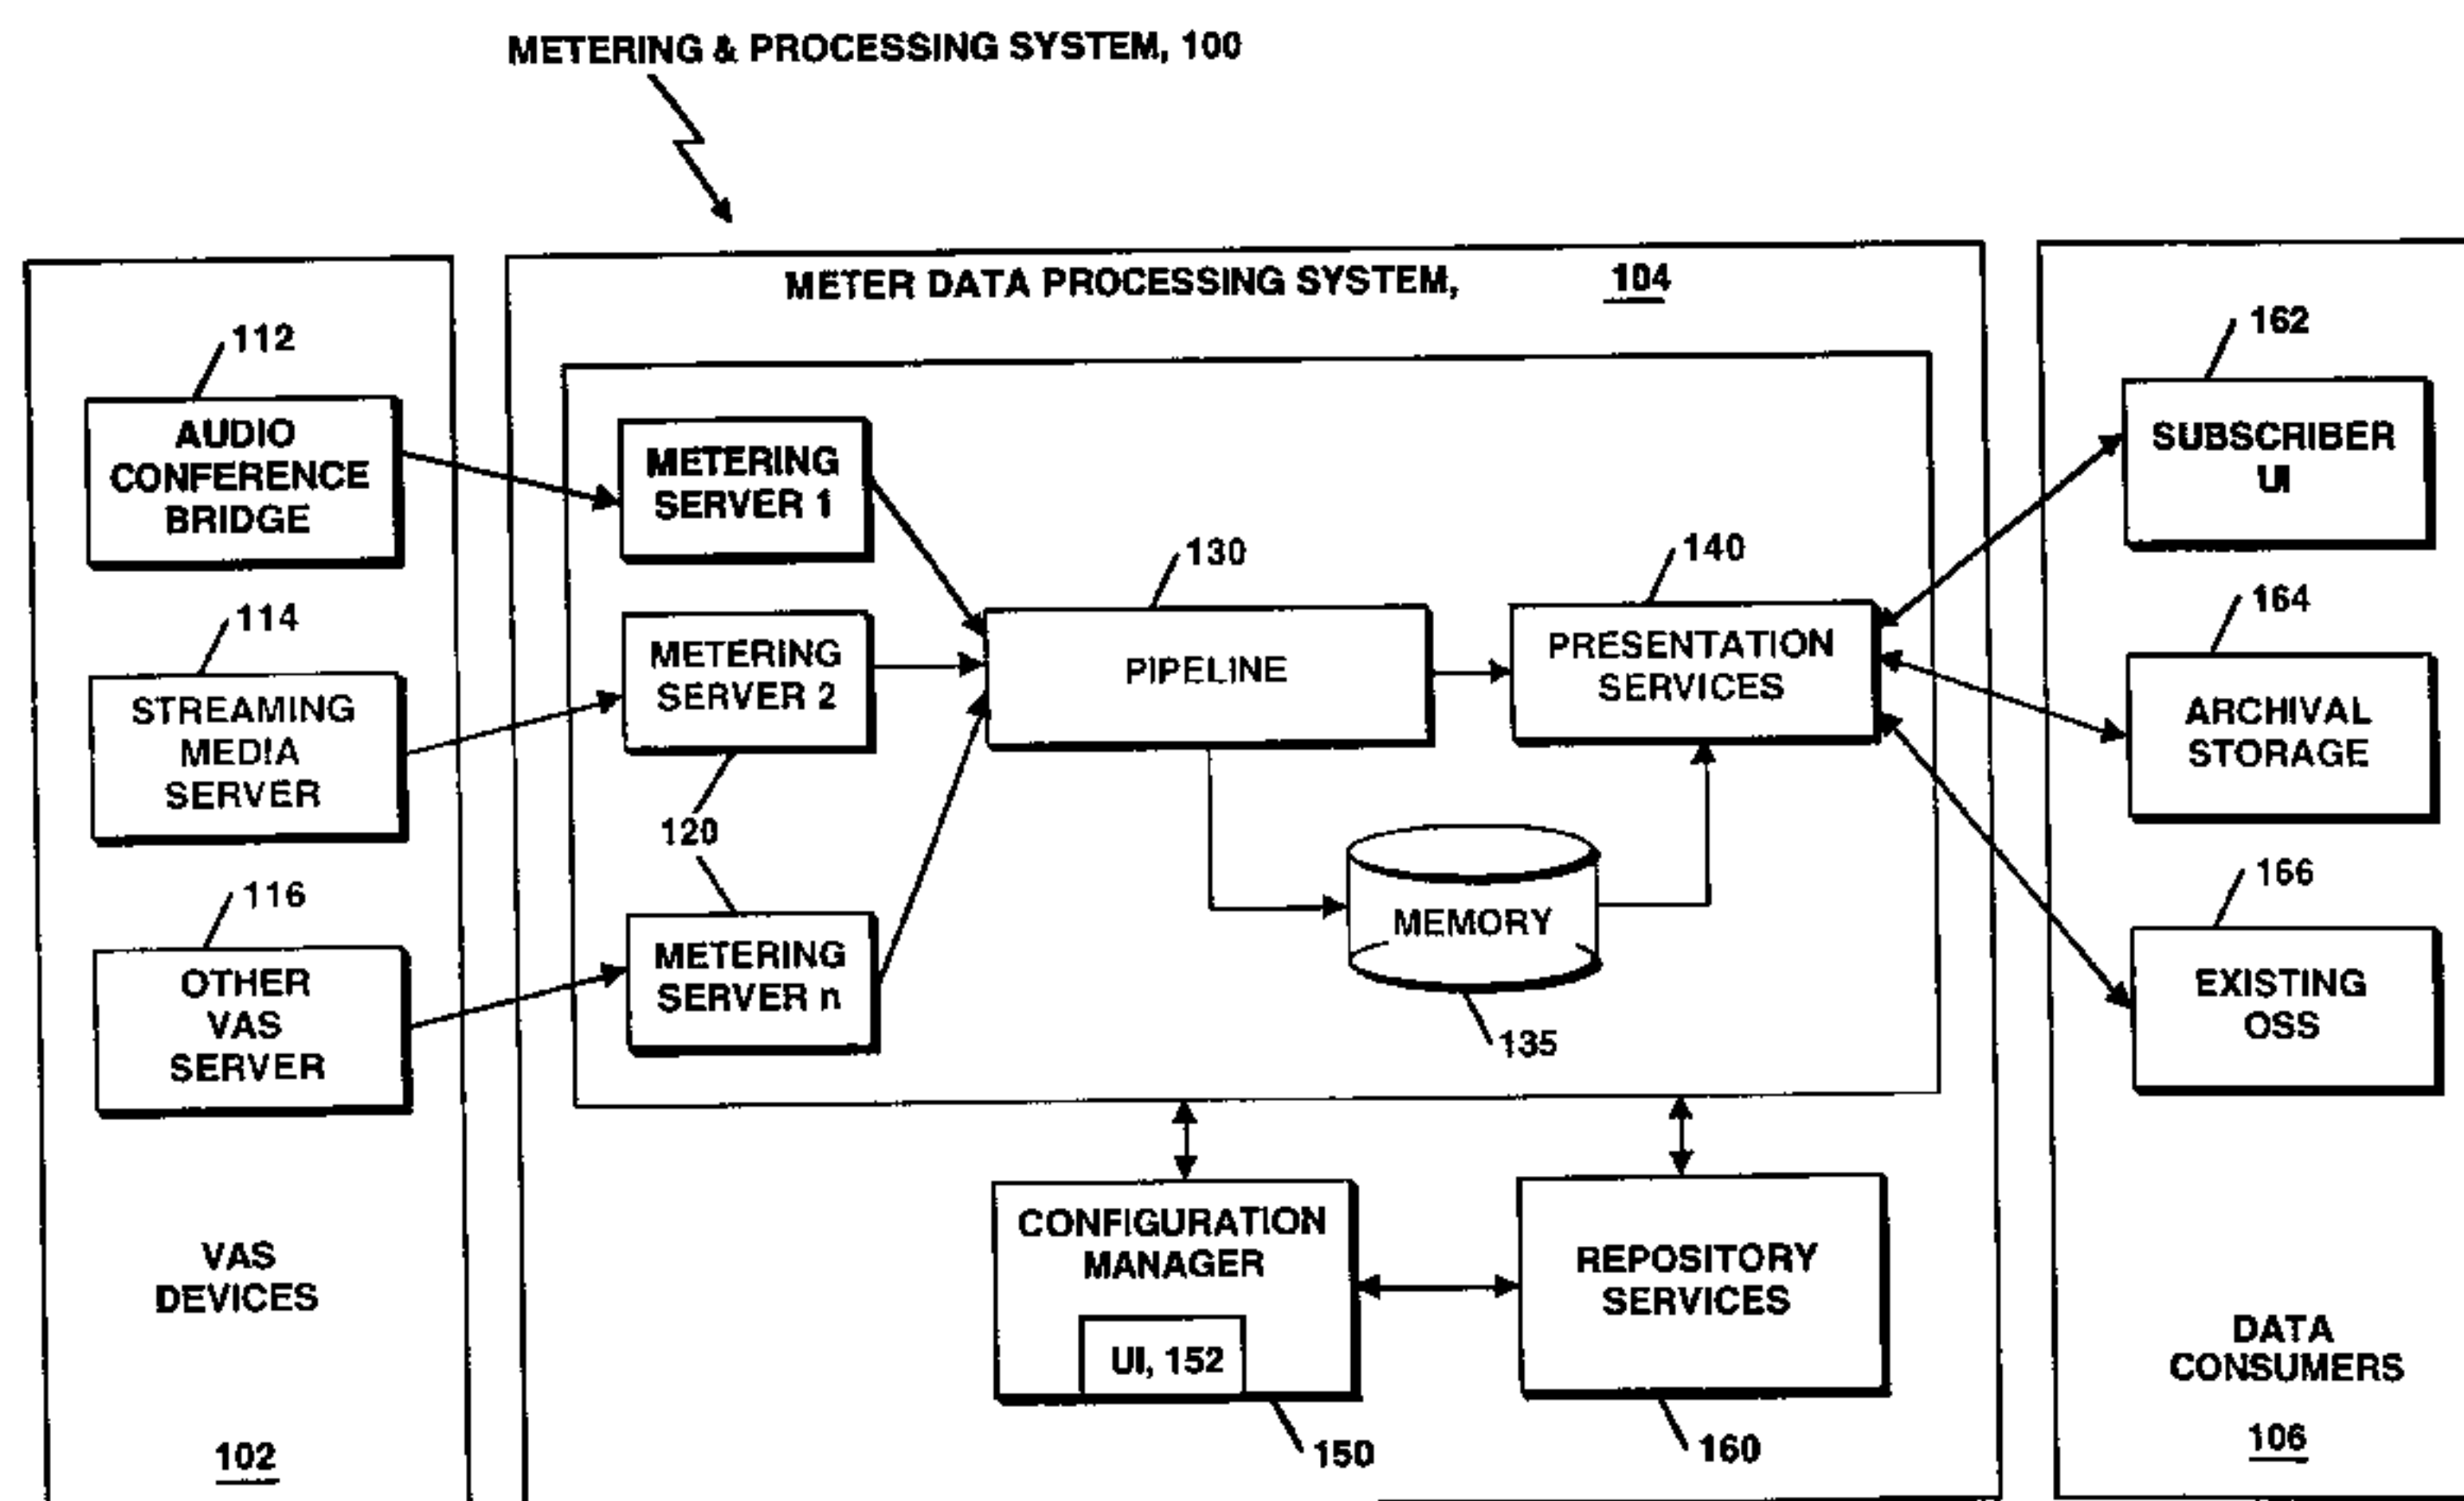 METERING & PROCESSING SYSTEM, 100
METER DATA PROCESSING SYSTEM, 104
112
AUDIO
CONFERENCE
BRIDGE
114
STREAMING
MEDIA
SERVER
116
OTHER
VAS
SERVER
VAS
DEVICES
102
METERING
SERVER 1
METERING
SERVER 2
120
METERING
SERVER n
130
PIPELINE
140
PRESENTATION
SERVICES
MEMORY
135
CONFIGURATION
MANAGER
UI, 152
150
REPOSITORY
SERVICES
160
162
SUBSCRIBER
UI
164
ARCHIVAL
STORAGE
166
EXISTING
OSS
DATA
CONSUMERS
106